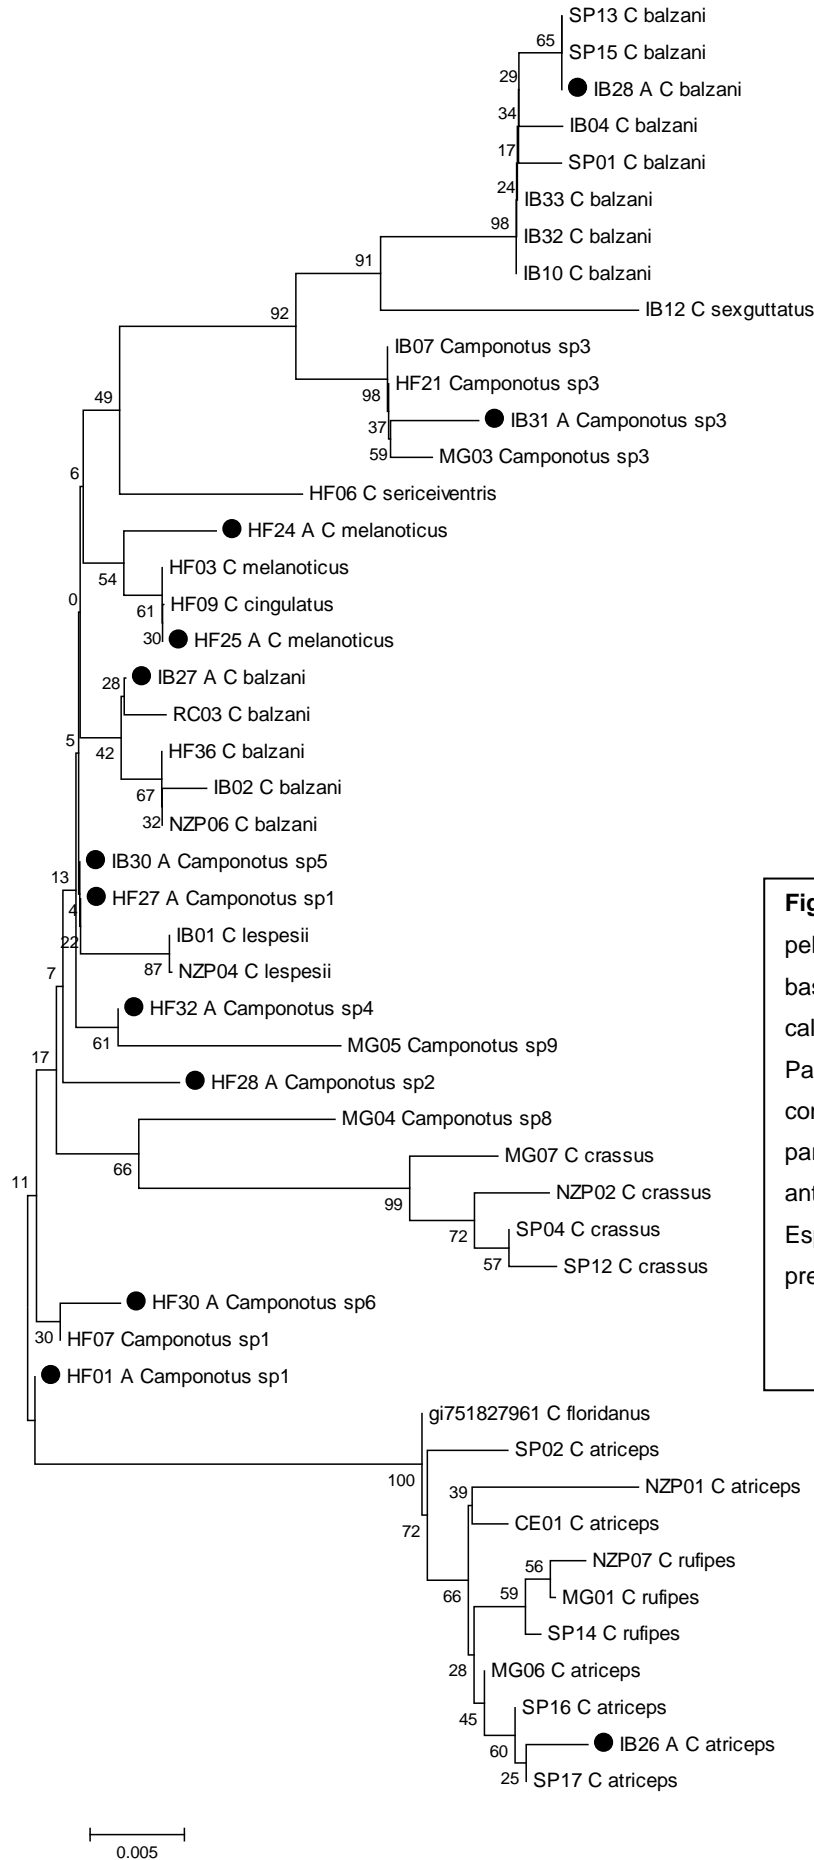 SP13 C balzani
65
SP15 C balzani
29
IB28 A C balzani
34
IB04 C balzani
17
SP01 C balzani
24
IB33 C balzani
98
IB32 C balzani
91
IB10 C balzani
92
IB12 C sexguttatus
IB07 Camponotus sp3
49
98
HF21 Camponotus sp3
37
IB31 A Camponotus sp3
59
MG03 Camponotus sp3
6
HF06 C sericeiventris
HF24 A C melanoticus
54
HF03 C melanoticus
0
61
HF09 C cingulatus
30
HF25 A C melanoticus
28
IB27 A C balzani
RC03 C balzani
5
42
HF36 C balzani
67
IB02 C balzani
32
NZP06 C balzani
IB30 A Camponotus sp5
13
4
HF27 A Camponotus sp1
22
IB01 C lespesii
87
NZP04 C lespesii
7
HF32 A Camponotus sp4
61
MG05 Camponotus sp9
17
HF28 A Camponotus sp2
MG04 Camponotus sp8
66
MG07 C crassus
11
99
NZP02 C crassus
72
SP04 C crassus
57
SP12 C crassus
HF30 A Camponotus sp6
30
HF07 Camponotus sp1
HF01 A Camponotus sp1
gi751827961 C floridanus
100
SP02 C atriceps
72
39
NZP01 C atriceps
CE01 C atriceps
56
NZP07 C rufipes
66
59
MG01 C rufipes
SP14 C rufipes
28
MG06 C atriceps
45
SP16 C atriceps
60
IB26 A C atriceps
25
SP17 C atriceps
0.005